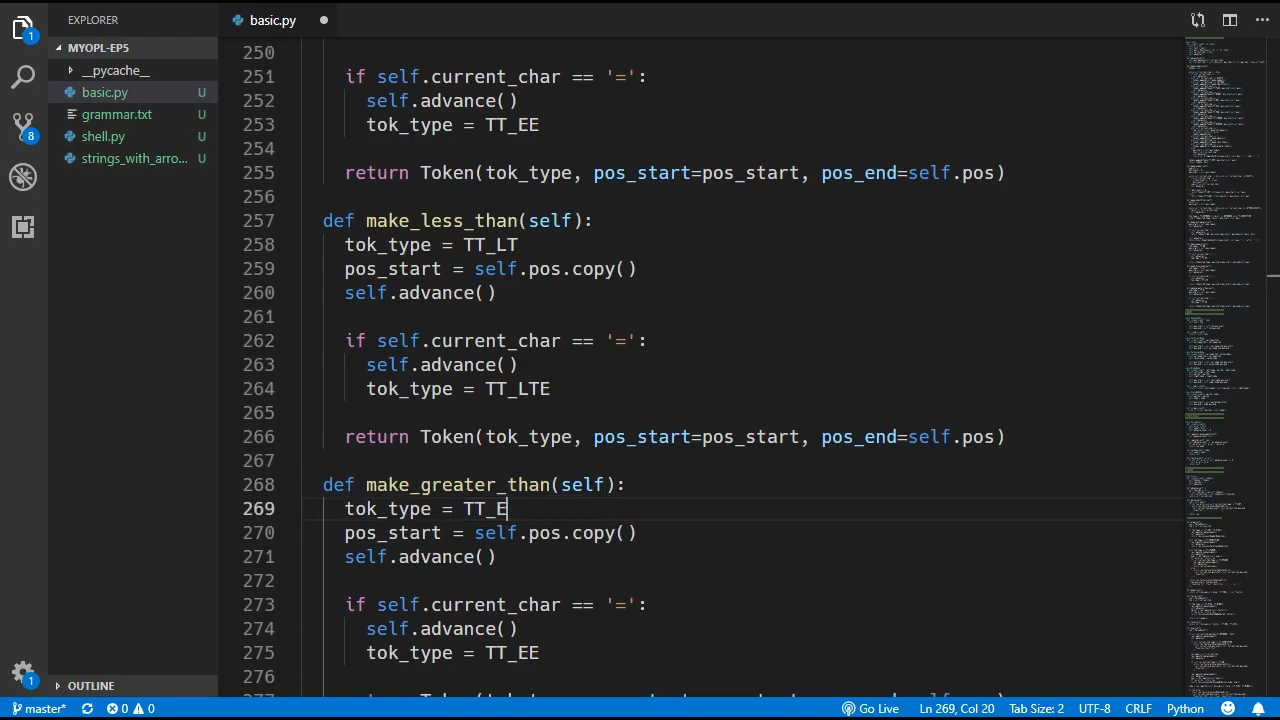 EXPLORER
basic.py
MYOPL-EP5
__pycache__
basic.py U
grammar.txt U
shell.py U
strings_with_arro... U
OUTLINE
1
8
1
250
251 if self.current_char == '=':
252 self.advance()
253 tok_type = TT_EE
254
255 return Token(tok_type, pos_start=pos_start, pos_end=self.pos)
256
257 def make_less_than(self):
258 tok_type = TT_LT
259 pos_start = self.pos.copy()
260 self.advance()
261
262 if self.current_char == '=':
263 self.advance()
264 tok_type = TT_LTE
265
266 return Token(tok_type, pos_start=pos_start, pos_end=self.pos)
267
268 def make_greater_than(self):
269 tok_type = TT_E
270 pos_start = self.pos.copy()
271 self.advance()
272
273 if self.current_char == '=':
274 self.advance()
275 tok_type = TT_EE
276
master* 0 0 Go Live Ln 269, Col 20 Tab Size: 2 UTF-8 CRLF Python